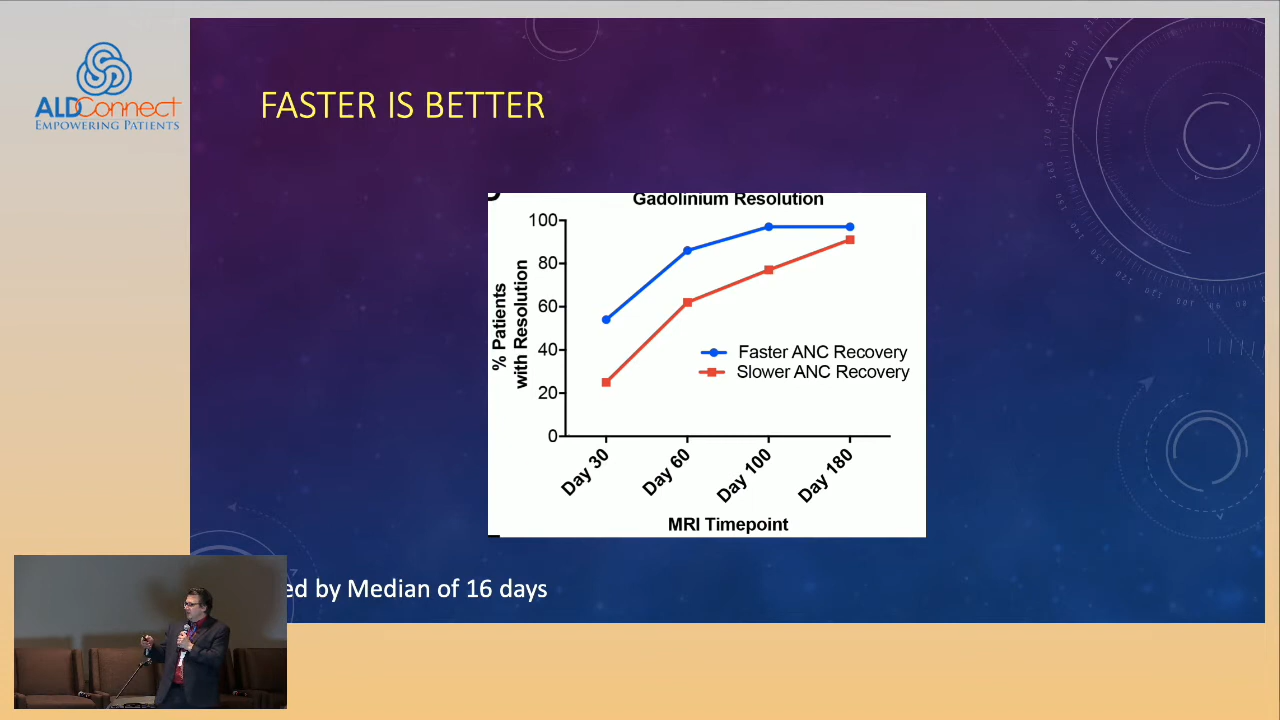 ALDConnect
EMPOWERING PATIENTS
FASTER IS BETTER
Gadolinium Resolution
% Patients
with Resolution
100
80
60
40
20
0
Faster ANC Recovery
Slower ANC Recovery
Day 30
Day 60
Day 100
Day 180
MRI Timepoint
ed by Median of 16 days